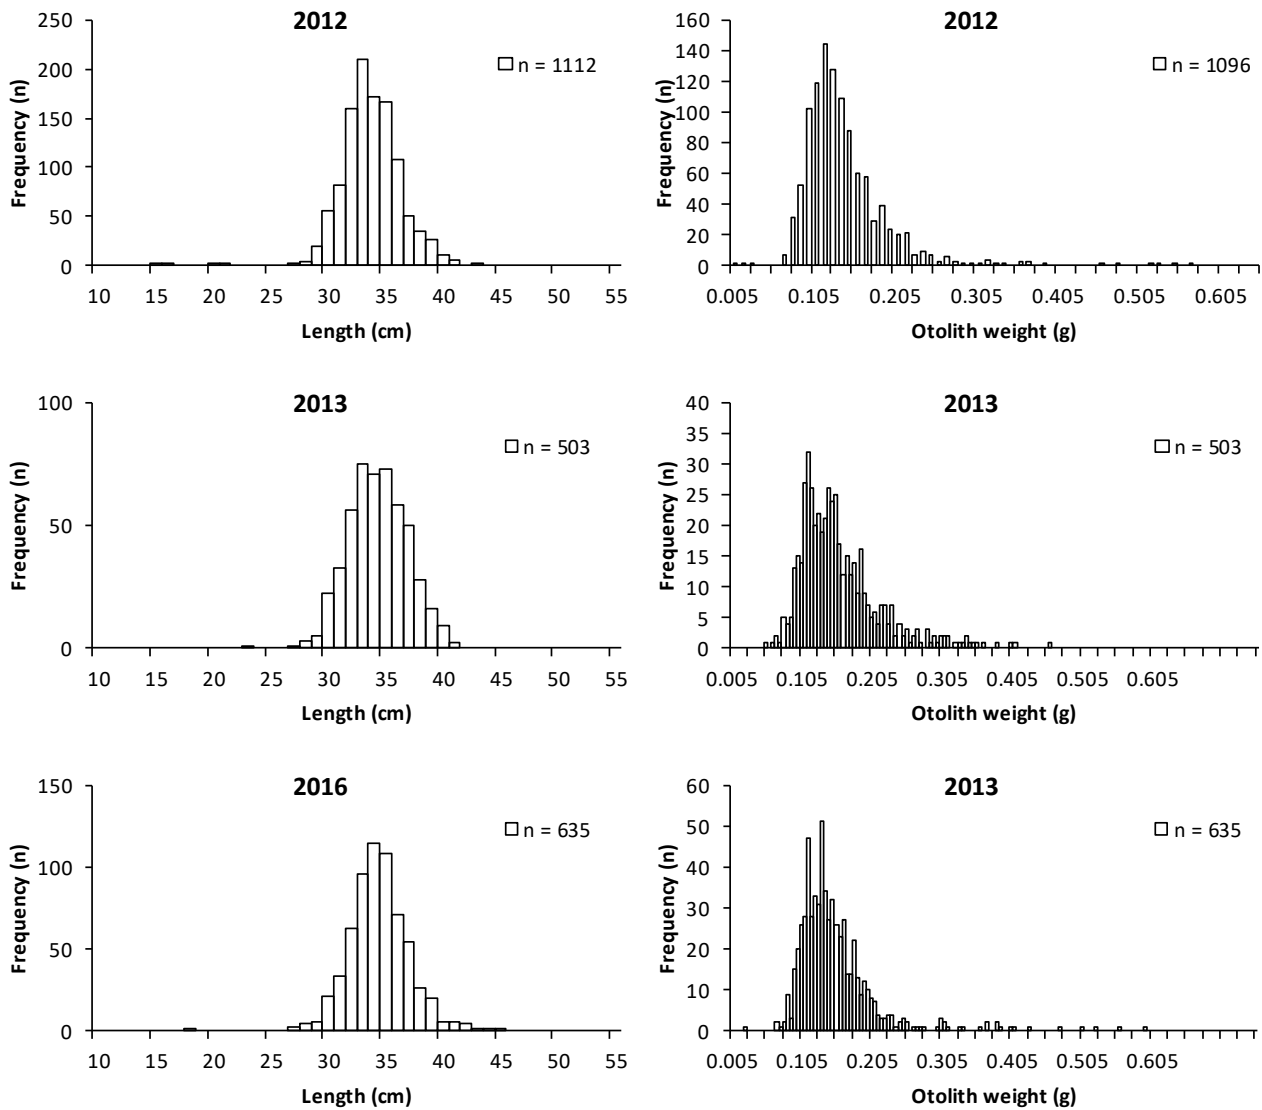 2012
n = 1112
Frequency (n)
250
200
150
100
50
0
10 15 20 25 30 35 40 45 50 55
Length (cm)
2012
n = 1096
Frequency (n)
160
140
120
100
80
60
40
20
0
0.005 0.105 0.205 0.305 0.405 0.505 0.605
Otolith weight (g)
2013
n = 503
Frequency (n)
100
50
0
10 15 20 25 30 35 40 45 50 55
Length (cm)
2013
n = 503
Frequency (n)
40
35
30
25
20
15
10
5
0
0.005 0.105 0.205 0.305 0.405 0.505 0.605
Otolith weight (g)
2016
n = 635
Frequency (n)
150
100
50
0
10 15 20 25 30 35 40 45 50 55
Length (cm)
2013
n = 635
Frequency (n)
60
50
40
30
20
10
0
0.005 0.105 0.205 0.305 0.405 0.505 0.605
Otolith weight (g)